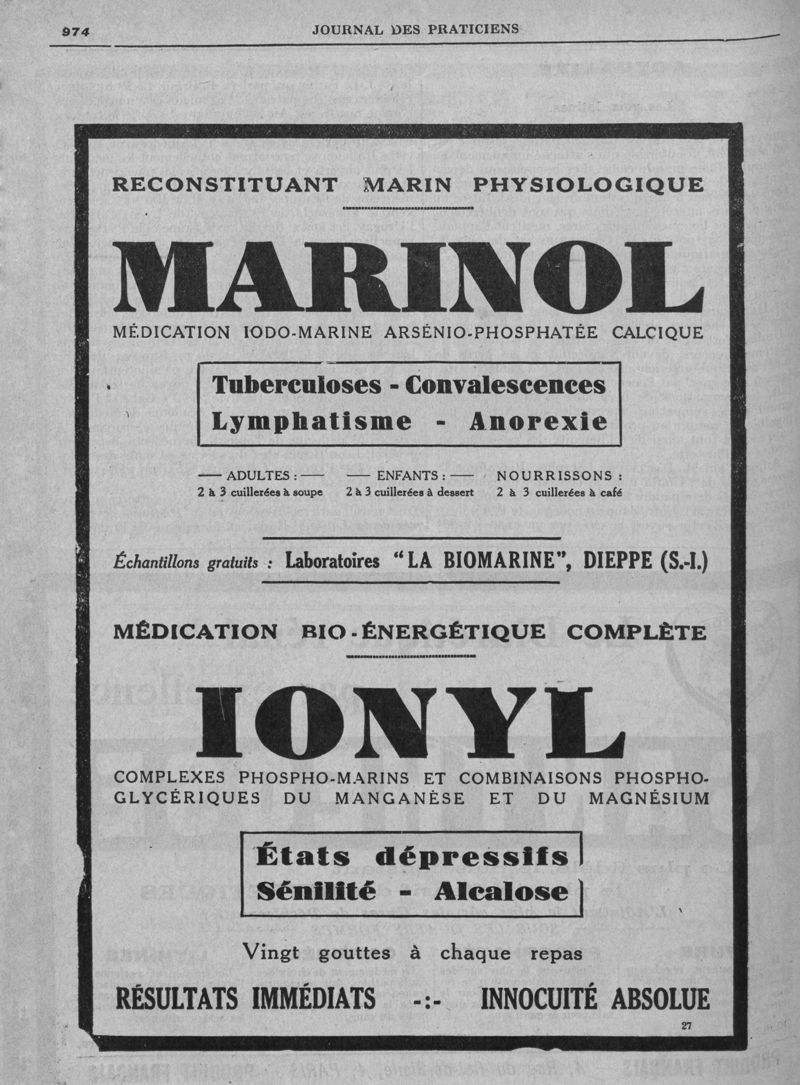 974
JOURNAL DES PRATICIENS
RECONSTITUANT MARIN PHYSIOLOGIQUE
MARINOL
MÉDICATION IODO-MARINE ARSÉNIO-PHOSPHATÉE CALCIQUE
Tuberculoses - Convalescences
Lymphatisme - Anorexie
ADULTES : ENFANTS : NOURRISSONS :
2 à 3 cuillerées à soupe 2 à 3 cuillerées à dessert 2 à 3 cuillerées à café
Échantillons gratuits : Laboratoires "LA BIOMARINE", DIEPPE (S.-I.)
MÉDICATION BIO-ÉNERGÉTIQUE COMPLÈTE
IONYL
COMPLEXES PHOSPHO-MARINS ET COMBINAISONS PHOSPHO-
GLYCÉRIQUES DU MANGANÈSE ET DU MAGNÉSIUM
États dépressifs
Sénilité - Alcalose
Vingt gouttes à chaque repas
RÉSULTATS IMMÉDIATS -:- INNOCUITÉ ABSOLUE
27